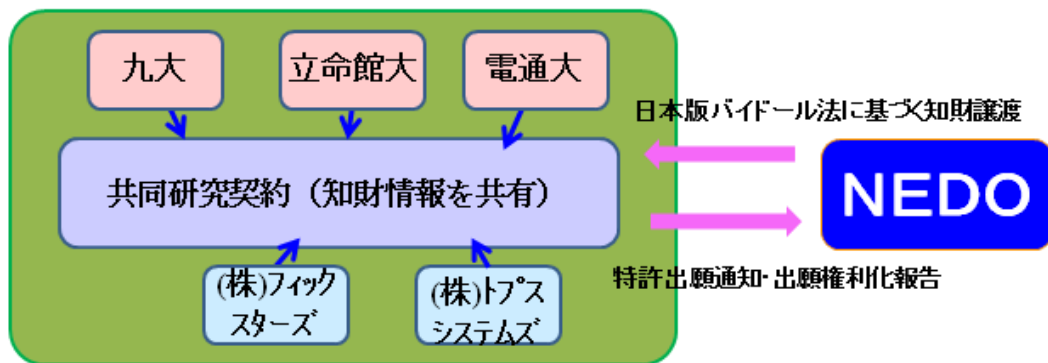 九大
立命館大
電通大
日本版バイドール法に基づく知財譲渡
共同研究契約（知財情報を共有）
NEDO
特許出願通知・出願権利化報告
(株)フィック
スターズ
(株)トプス
システムズ